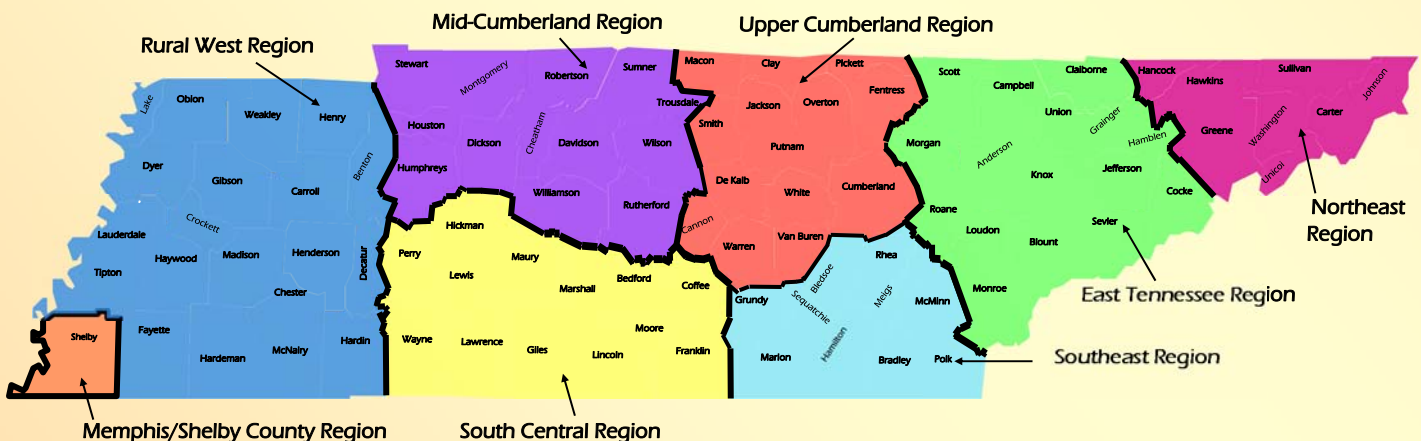 Mid-Cumberland Region
Upper Cumberland Region
Rural West Region
Stewart
Montgomery
Robertson
Sumner
Macon
Clay
Pickett
Scott
Claiborne
Hancock
Hawkins
Sullivan
Johnson
Lake
Obion
Weakley
Henry
Houston
Dickson
Cheatham
Davidson
Trousdale
Wilson
Smith
Jackson
Overton
Fentress
Campbell
Union
Grainger
Hamblen
Greene
Washington
Carter
Unicoi
Dyer
Gibson
Carroll
Benton
Humphreys
Williamson
Rutherford
Putnam
De Kalb
White
Cumberland
Morgan
Anderson
Knox
Jefferson
Cocke
Northeast
Region
Crockett
Lauderdale
Haywood
Madison
Henderson
Decatur
Tipton
Chester
Hickman
Perry
Lewis
Maury
Marshall
Bedford
Coffee
Cannon
Warren
Van Buren
Roane
Loudon
Blount
Sevier
Monroe
East Tennessee Region
Rhea
Bledsoe
Sequatchie
Meigs
McMinn
Grundy
Shelby
Fayette
Hardeman
McNairy
Hardin
Wayne
Lawrence
Giles
Lincoln
Moore
Franklin
Marion
Hamilton
Bradley
Polk
Southeast Region
Memphis/Shelby County Region
South Central Region